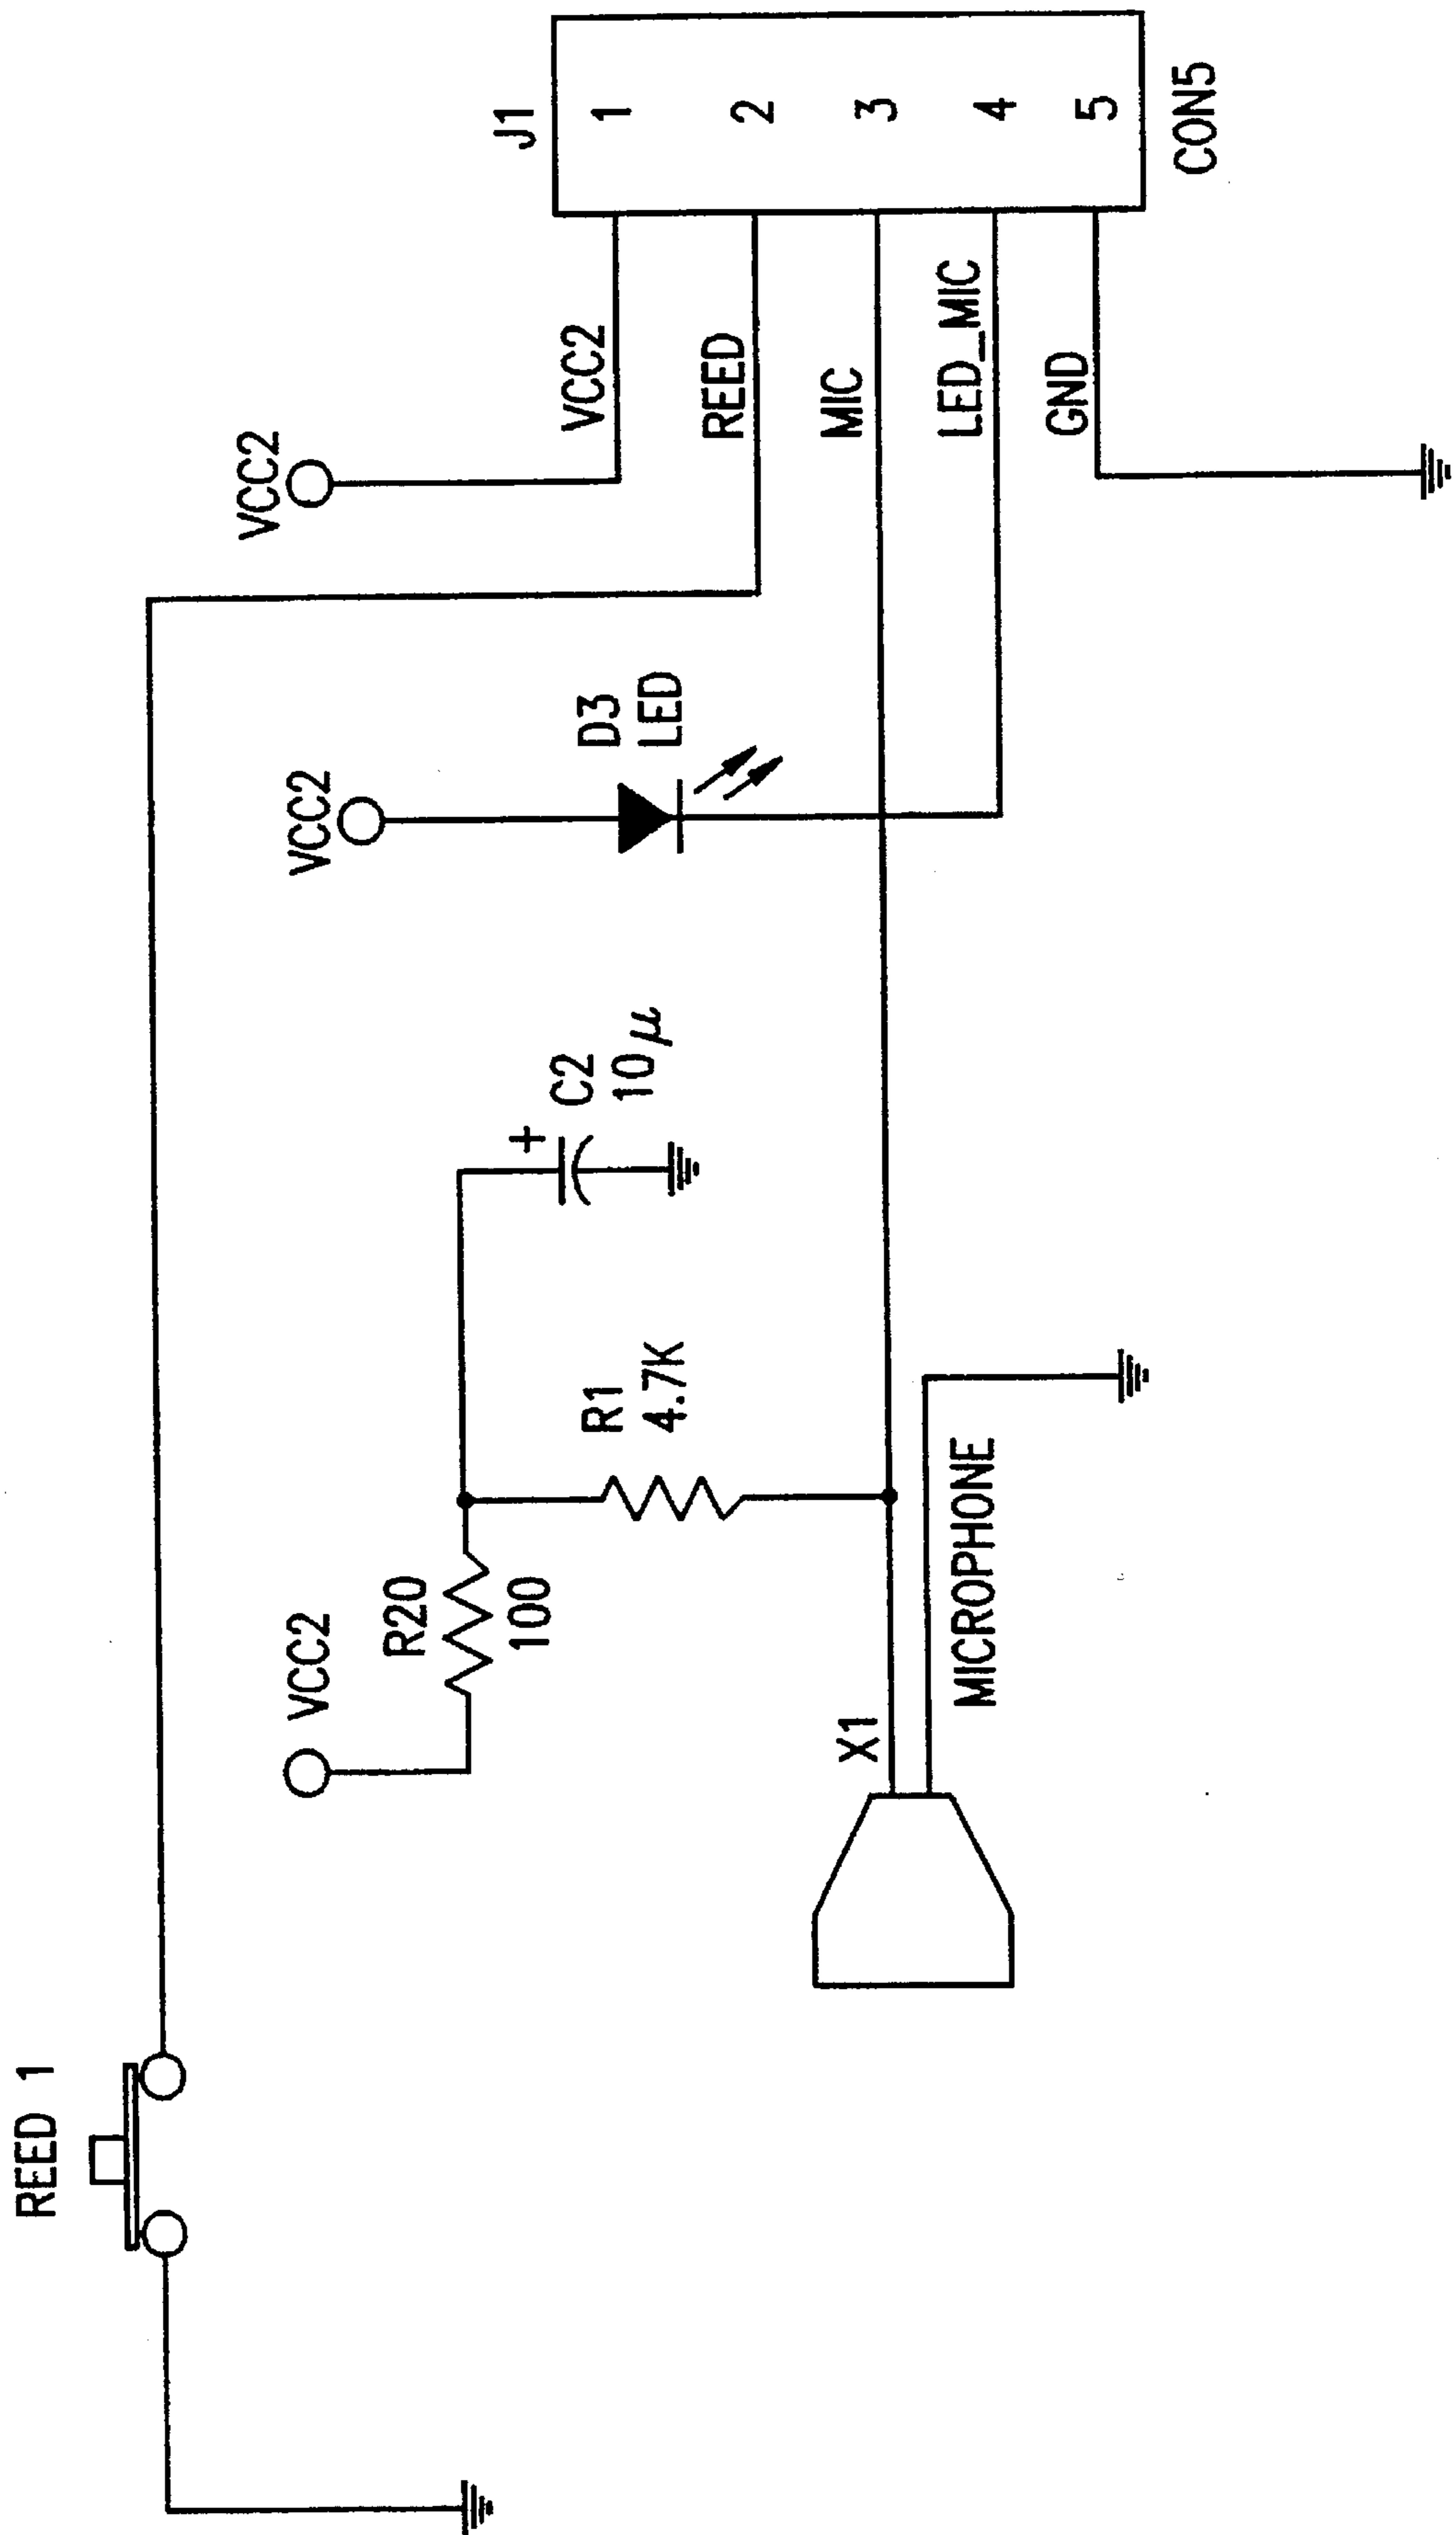 REED 1
VCC2
R20
100
R1
4.7K
C2
10μ
+
VCC2
D3
LED
VCC2
X1
MICROPHONE
VCC2
REED
MIC
LED_MIC
GND
J1
1
2
3
4
5
CON5